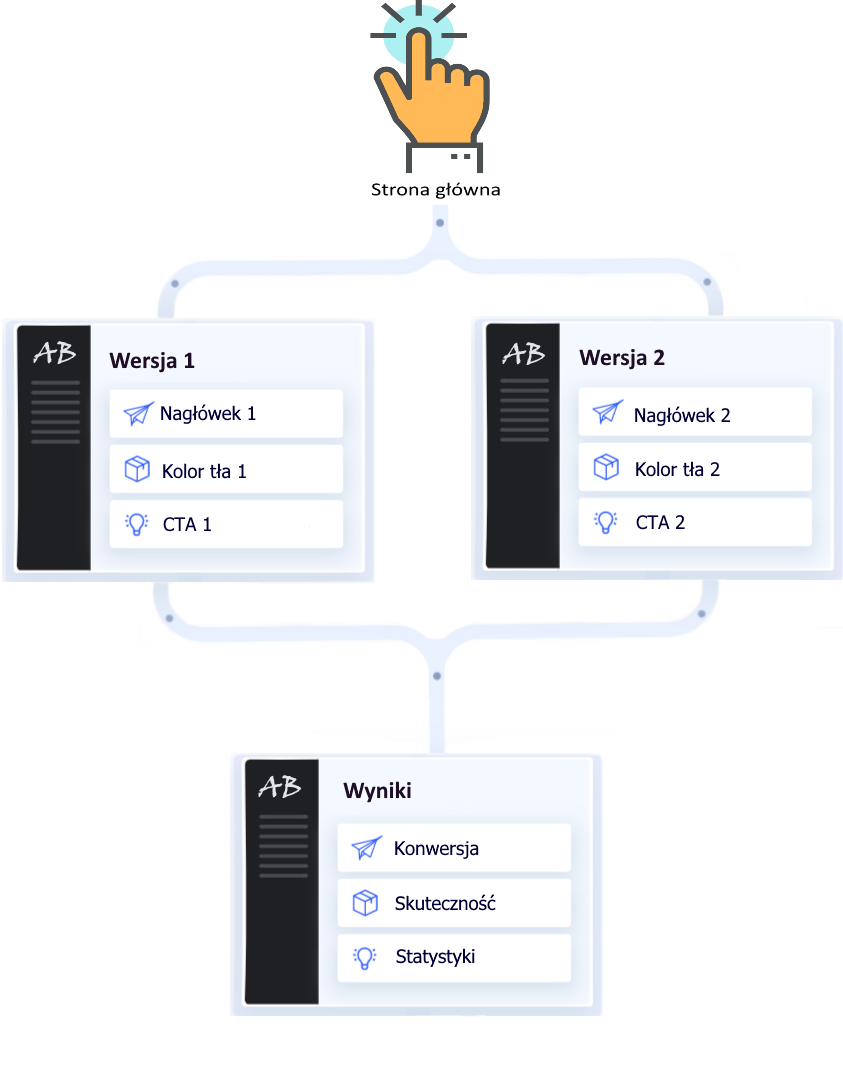 Strona główna
AB
Wersja 1
Nagłówek 1
Kolor tła 1
CTA 1
AB
Wersja 2
Nagłówek 2
Kolor tła 2
CTA 2
AB
Wyniki
Konwersja
Skuteczność
Statystyki